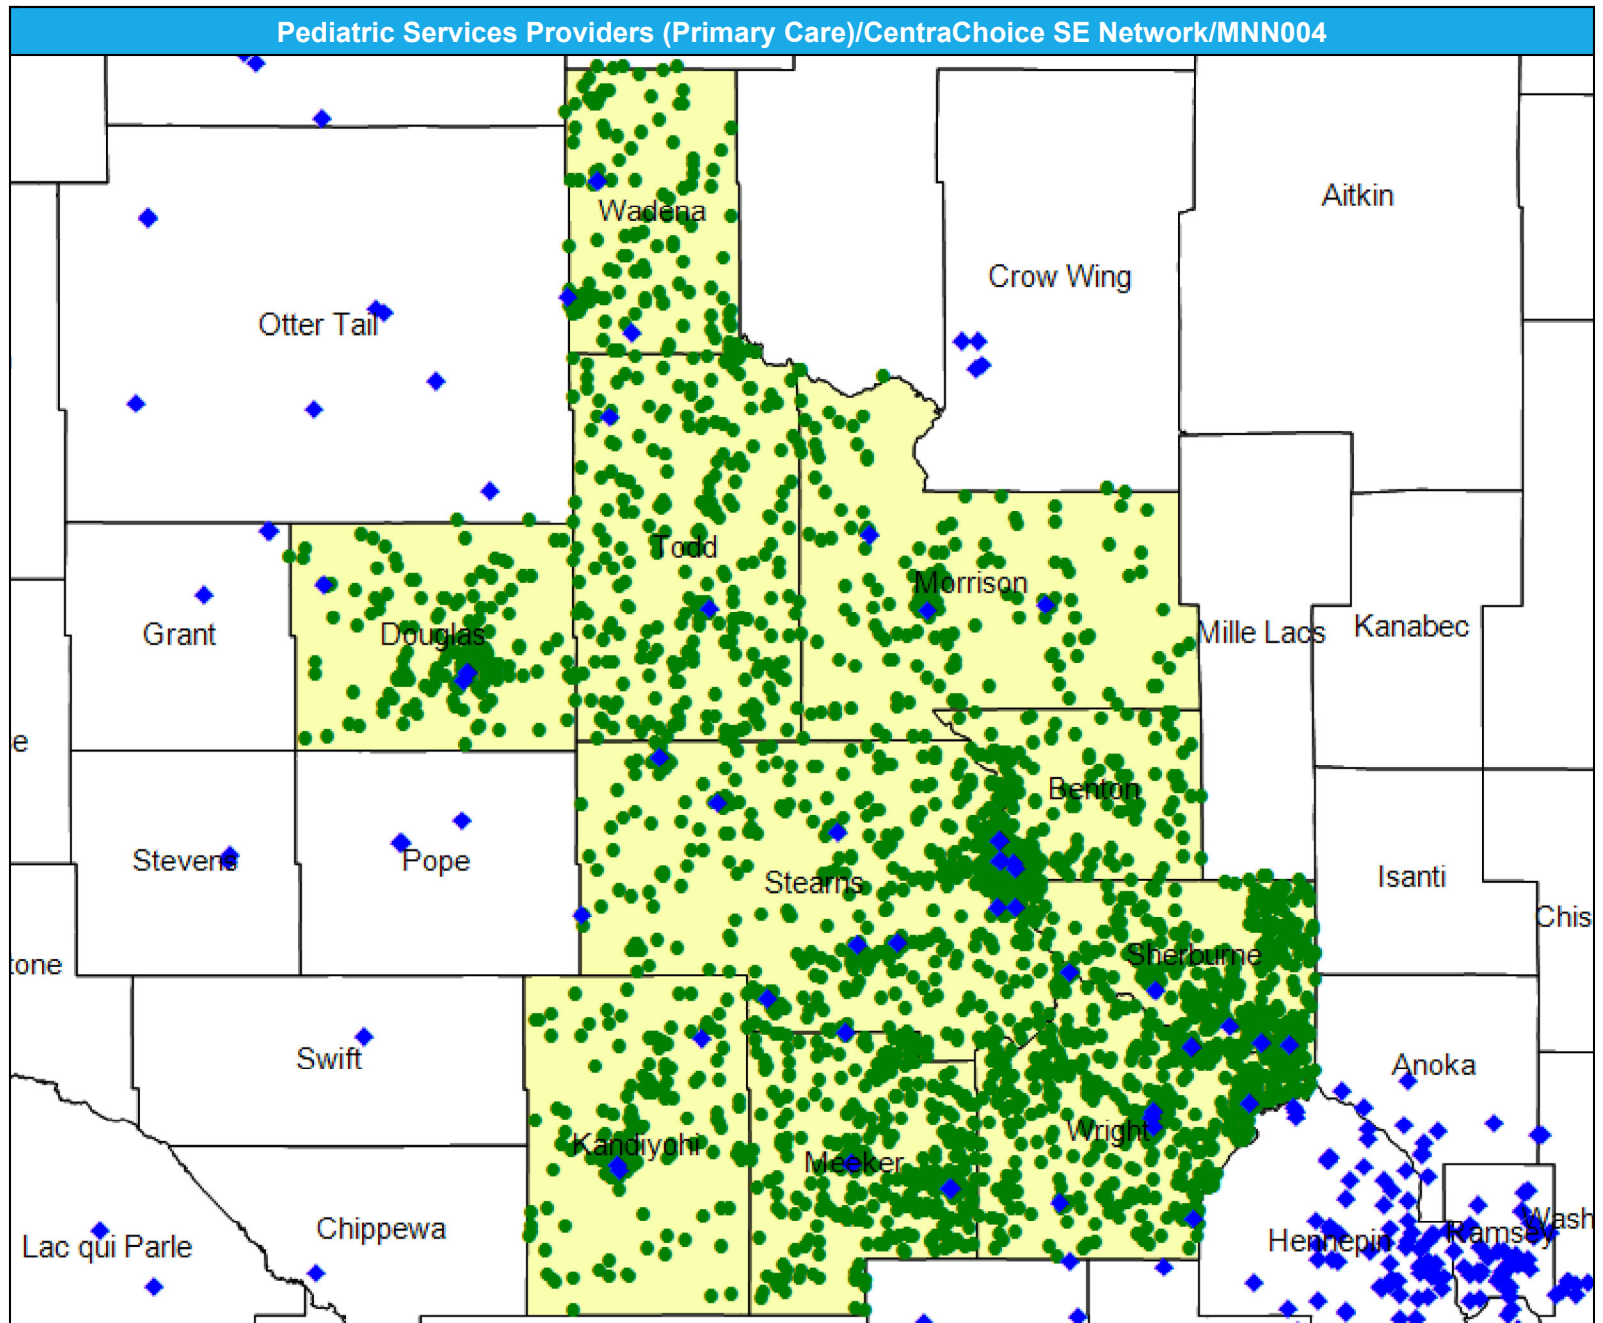 Pediatric Services Providers (Primary Care)/CentraChoice SE Network/MNN004
Aitkin
Wadena
Crow Wing
Otter Tail
Todd
Morrison
Grant
Douglas
Mille Lacs
Kanabec
e
Benton
Stevens
Pope
Stearns
Isanti
Chis
tone
Sherburne
Swift
Anoka
Kandiyohi
Wright
Meeker
Chippewa
Lac qui Parle
Hennepin
Ramsey
Wash